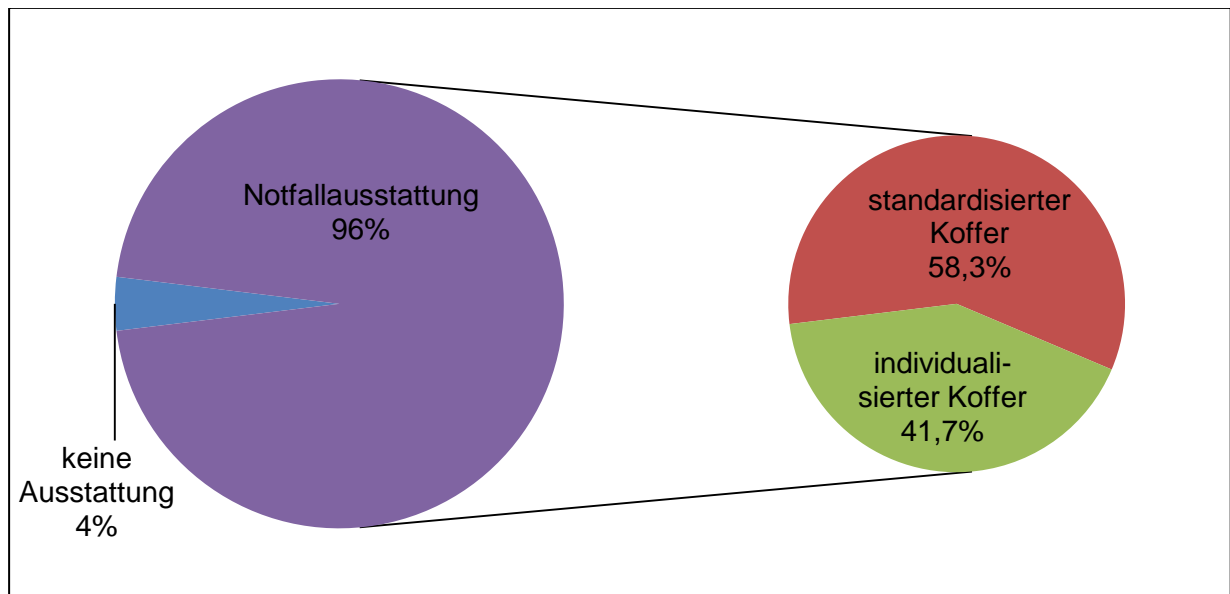 Notfallausstattung
96%
keine
Ausstattung
4%
standardisierter
Koffer
58,3%
individuali-
sierter Koffer
41,7%